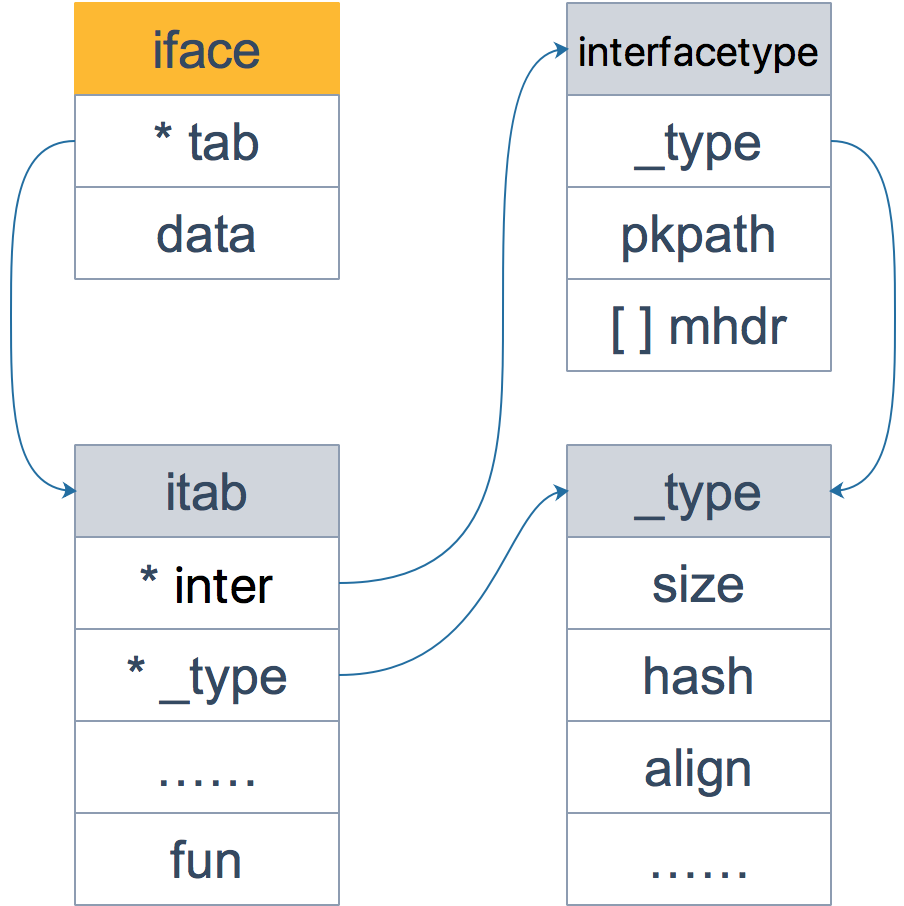 iface
* tab
data
interfacetype
_type
pkpath
[ ] mhdr
itab
* inter
* _type
……
fun
_type
size
hash
align
……